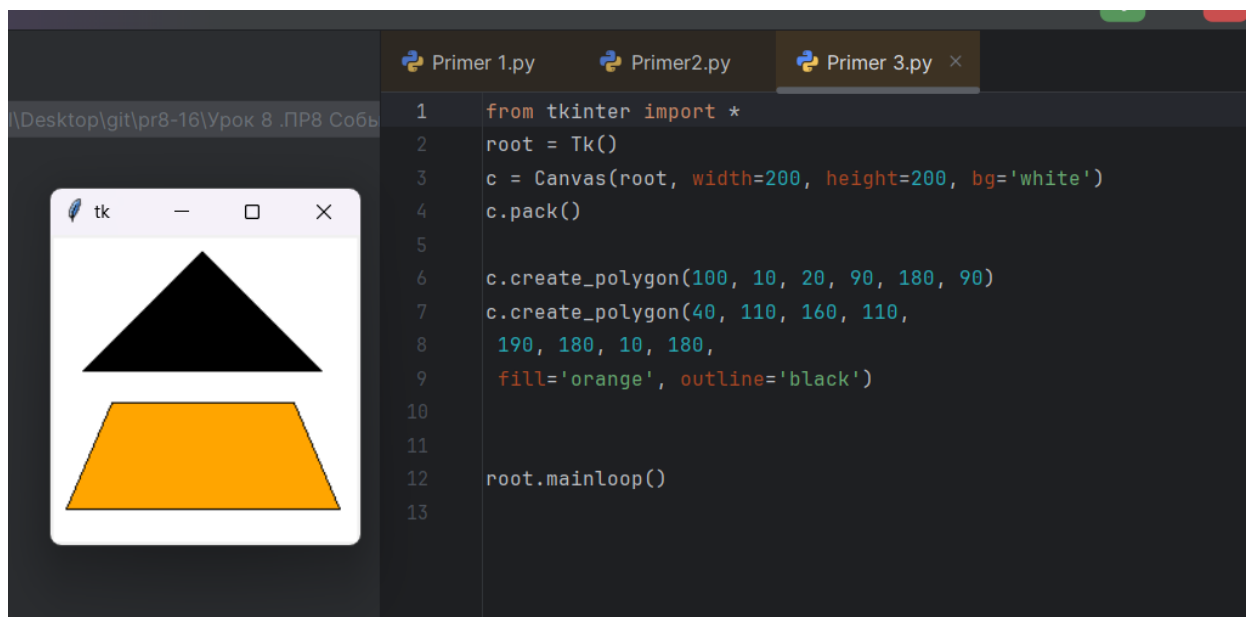 Primer 1.py
Primer2.py
Primer 3.py
l\Desktop\git\pr8-16\Урок 8 .ПР8 Собы
tk
1 from tkinter import *
2 root = Tk()
3 c = Canvas(root, width=200, height=200, bg='white')
4 c.pack()
5
6 c.create_polygon(100, 10, 20, 90, 180, 90)
7 c.create_polygon(40, 110, 160, 110,
8 190, 180, 10, 180,
9 fill='orange', outline='black')
10
11
12 root.mainloop()
13